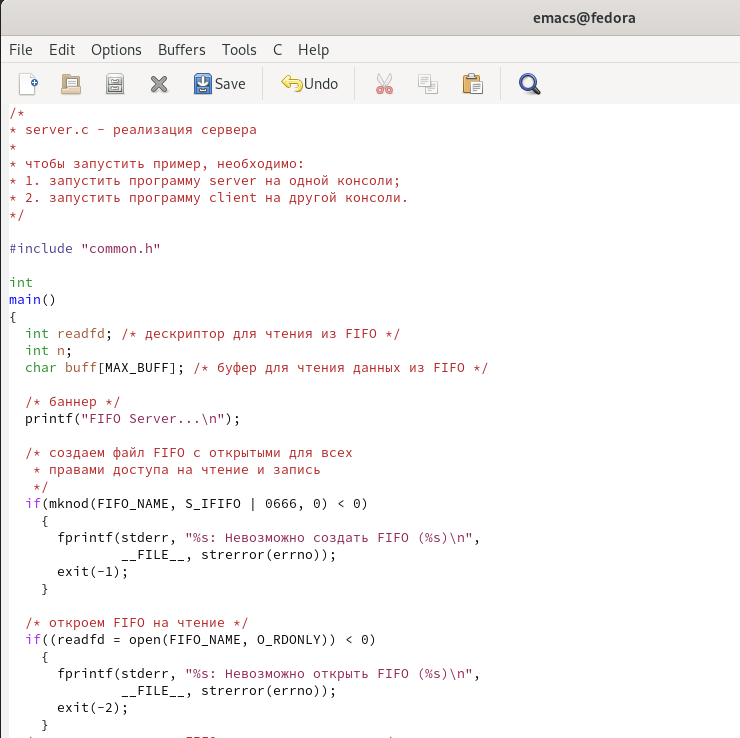 emacs@fedora
File Edit Options Buffers Tools C Help
Save Undo
/*
* server.c - реализация сервера
*
* чтобы запустить пример, необходимо:
* 1. запустить программу server на одной консоли;
* 2. запустить программу client на другой консоли.
*/
#include "common.h"
int
main()
{
int readfd; /* дескриптор для чтения из FIFO */
int n;
char buff[MAX_BUFF]; /* буфер для чтения данных из FIFO */
/* баннер */
printf("FIFO Server...\n");
/* создаем файл FIFO с открытыми для всех
* правами доступа на чтение и запись
*/
if(mknod(FIFO_NAME, S_IFIFO | 0666, 0) < 0)
{
fprintf(stderr, "%s: Невозможно создать FIFO (%s)\n",
__FILE__, strerror(errno));
exit(-1);
}
/* откроем FIFO на чтение */
if((readfd = open(FIFO_NAME, O_RDONLY)) < 0)
{
fprintf(stderr, "%s: Невозможно открыть FIFO (%s)\n",
__FILE__, strerror(errno));
exit(-2);
}